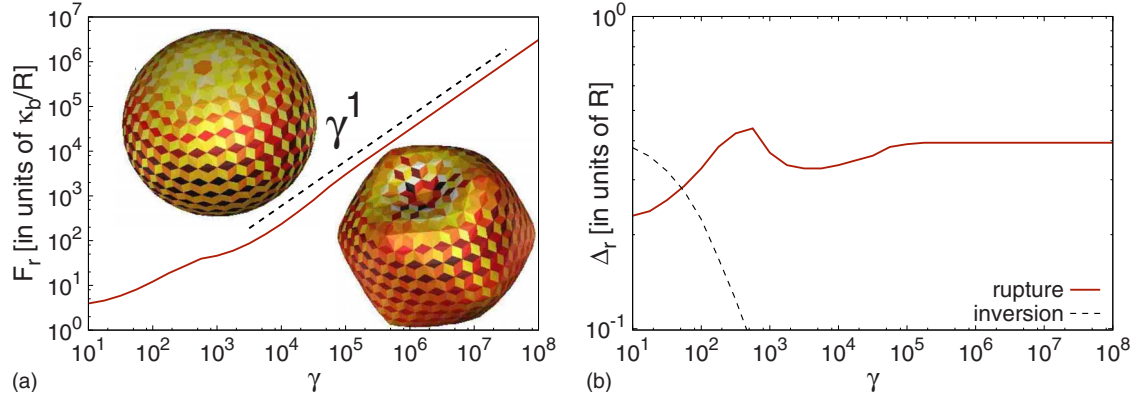 10^7
10^6
10^5
10^4
10^3
10^2
10^1
10^0
F_r [in units of κ_b/R]
γ^1
10^1 10^2 10^3 10^4 10^5 10^6 10^7 10^8
(a) γ
10^0
10^-1
Δ_r [in units of R]
rupture
inversion
10^1 10^2 10^3 10^4 10^5 10^6 10^7 10^8
(b) γ